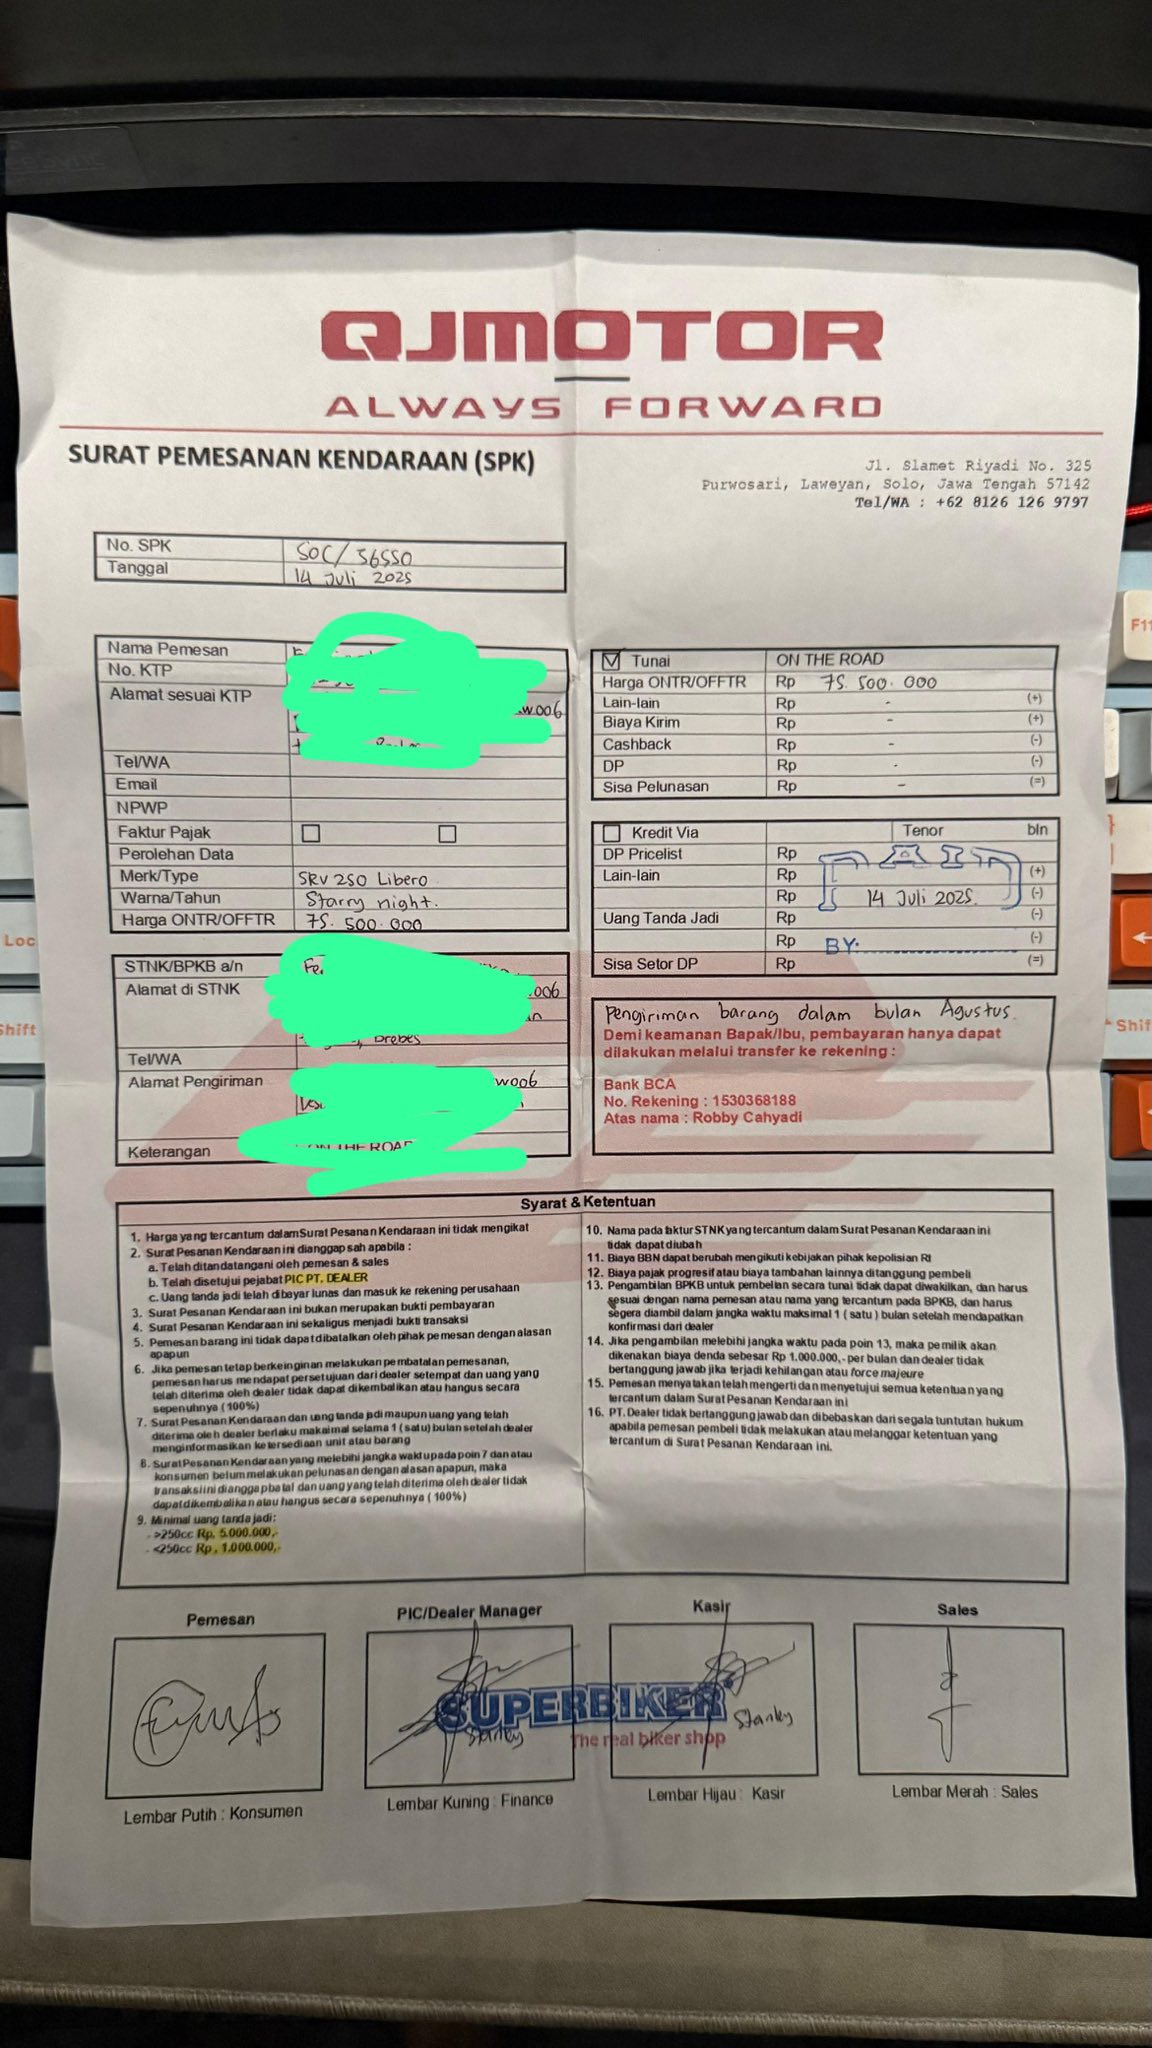 QJMOTOR
ALWAYS FORWARD
SURAT PEMESANAN KENDARAAN (SPK)
Jl. Slamet Riyadi No. 325
Purwosari, Laweyan, Solo, Jawa Tengah 57142
Tel/WA : +62 8126 126 9797
No. SPK SOC/36550
Tanggal 14 Juli 2025
Nama Pemesan
No. KTP
Alamat sesuai KTP
Tel/WA
Email
NPWP
Faktur Pajak
Perolehan Data
Merk/Type SRV 250 Libero
Warna/Tahun Starry night.
Harga ONTR/OFFTR 75.500.000
STNK/BPKB a/n
Alamat di STNK
Brebes
Tel/WA
Alamat Pengiriman
Keterangan ON THE ROAD
Tunai ON THE ROAD
Harga ONTR/OFFTR Rp 75.500.000
Lain-lain Rp - (+)
Biaya Kirim Rp - (+)
Cashback Rp - (-)
DP Rp - (-)
Sisa Pelunasan Rp - (=)
Kredit Via Tenor bln
DP Pricelist Rp
Lain-lain Rp (+)
Rp 14 Juli 2025. (-)
Uang Tanda Jadi Rp (-)
Rp BY. (-)
Sisa Setor DP Rp (=)
Pengiriman barang dalam bulan Agustus.
Demi keamanan Bapak/Ibu, pembayaran hanya dapat
dilakukan melalui transfer ke rekening :
Bank BCA
No. Rekening : 1530368188
Atas nama : Robby Cahyadi
Syarat & Ketentuan
1. Harga yang tercantum dalam Surat Pesanan Kendaraan ini tidak mengikat
2. Surat Pesanan Kendaraan ini dianggap sah apabila :
a. Telah ditandatangani oleh pemesan & sales
b. Telah disetujui pejabat PIC PT. DEALER
c. Uang tanda jadi telah dibayar lunas dan masuk ke rekening perusahaan
3. Surat Pesanan Kendaraan ini bukan merupakan bukti pembayaran
4. Surat Pesanan Kendaraan ini sekaligus menjadi bukti transaksi
5. Pemesan barang ini tidak dapat dibatalkan oleh pihak pemesan dengan alasan
apapun
6. Jika pemesan tetap berkeinginan melakukan pembatalan pemesanan,
pemesan harus mendapat persetujuan dari dealer setempat dan uang yang
telah diterima oleh dealer tidak dapat dikembalikan atau hangus secara
sepenuhnya (100%)
7. Surat Pesanan Kendaraan dan uang tanda jadi maupun uang yang telah
diterima oleh dealer berlaku maksimal selama 1 (satu) bulan setelah dealer
menginformasikan ketersediaan unit atau barang
8. Surat Pesanan Kendaraan yang melebihi jangka waktu pada poin 7 dan atau
konsumen belum melakukan pelunasan dengan alasan apapun, maka
transaksi ini dianggap batal dan uang yang telah diterima oleh dealer tidak
dapat dikembalikan atau hangus secara sepenuhnya (100%)
9. Minimal uang tanda jadi:
- >250cc Rp. 5.000.000,-
- <250cc Rp. 1.000.000,-
10. Nama pada faktur STNK yang tercantum dalam Surat Pesanan Kendaraan ini
tidak dapat diubah
11. Biaya BBN dapat berubah mengikuti kebijakan pihak kepolisian RI
12. Biaya pajak progresif atau biaya tambahan lainnya ditanggung pembeli
13. Pengambilan BPKB untuk pembelian secara tunai tidak dapat diwakilkan, dan harus
sesuai dengan nama pemesan atau nama yang tercantum pada BPKB, dan harus
segera diambil dalam jangka waktu maksimal 1 (satu) bulan setelah mendapatkan
konfirmasi dari dealer
14. Jika pengambilan melebihi jangka waktu pada poin 13, maka pemilik akan
dikenakan biaya denda sebesar Rp 1.000.000,- per bulan dan dealer tidak
bertanggung jawab jika terjadi kehilangan atau force majeure
15. Pemesan menyatakan telah mengerti dan menyetujui semua ketentuan yang
tercantum dalam Surat Pesanan Kendaraan ini
16. PT. Dealer tidak bertanggung jawab dan dibebaskan dari segala tuntutan hukum
apabila pemesan pembeli tidak melakukan atau melanggar ketentuan yang
tercantum di Surat Pesanan Kendaraan ini.
Pemesan
PIC/Dealer Manager
Kasir
Sales
SUPERBIKER
The real biker shop
Stanley
Stanley
Lembar Putih : Konsumen
Lembar Kuning : Finance
Lembar Hijau : Kasir
Lembar Merah : Sales
F11
Shift
Shift